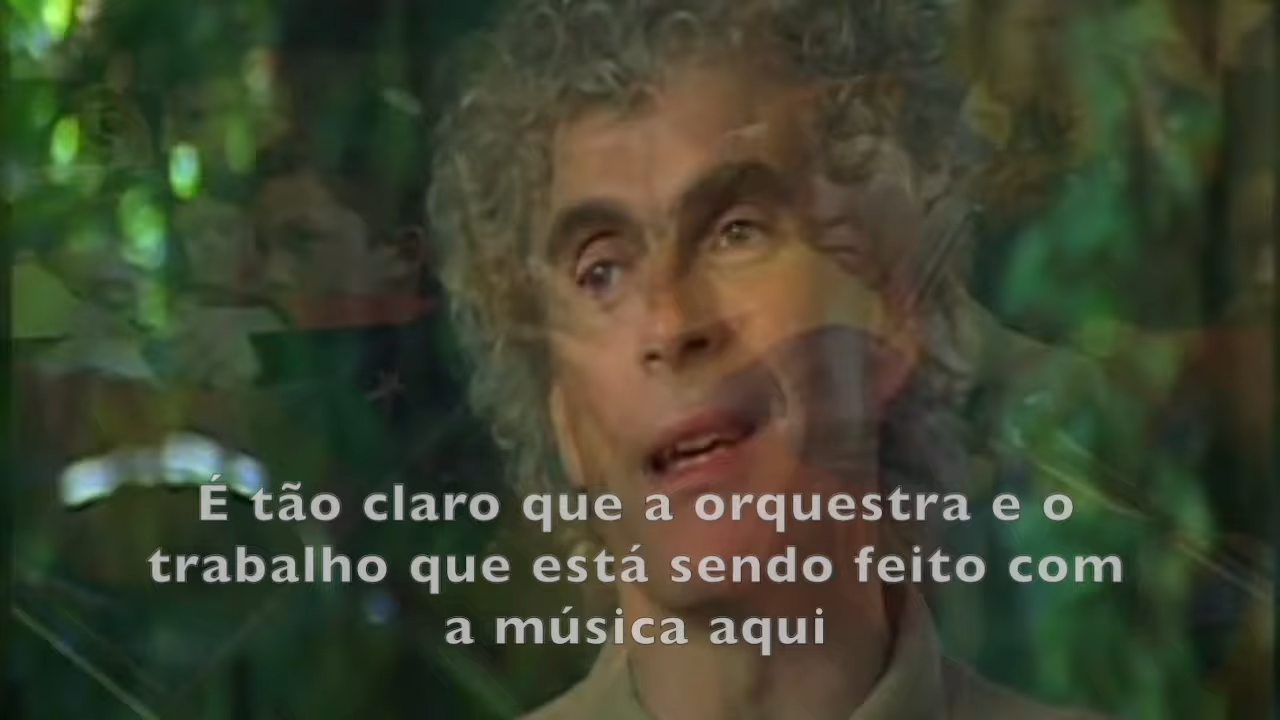 É tão claro que a orquestra e o
trabalho que está sendo feito com
a música aqui